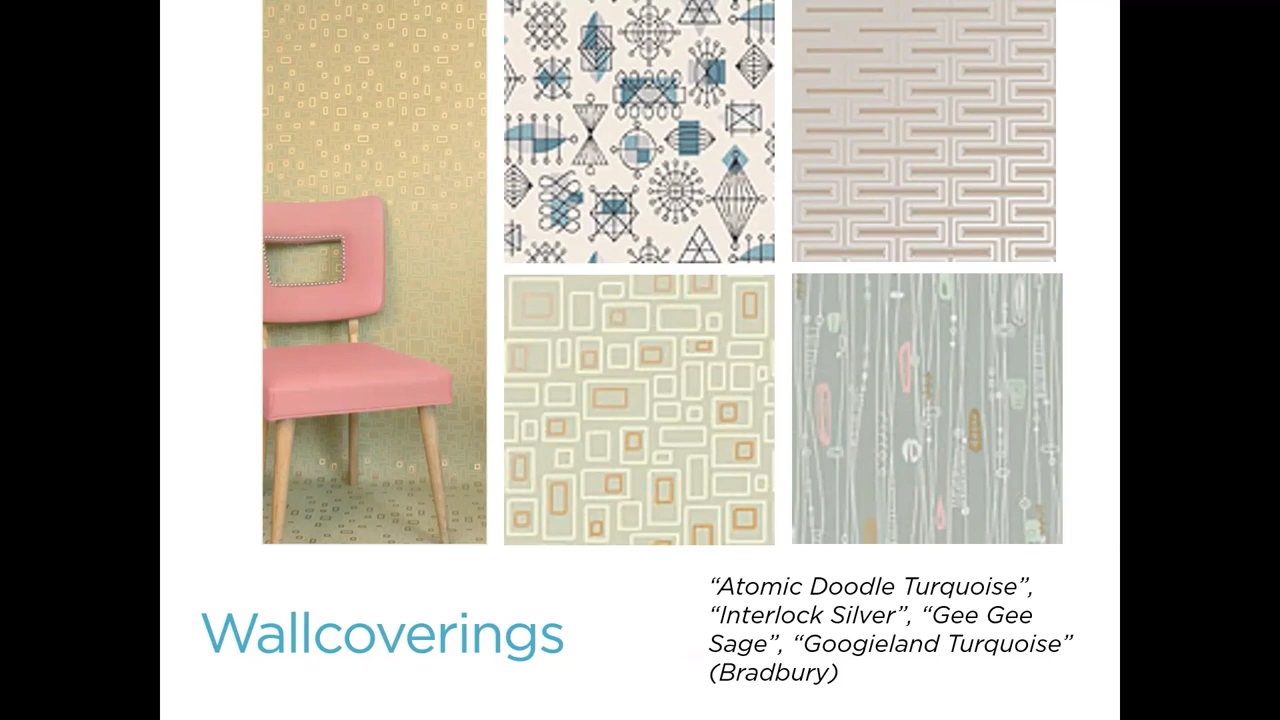 Wallcoverings
“Atomic Doodle Turquoise”,
“Interlock Silver”, “Gee Gee
Sage”, “Googieland Turquoise”
(Bradbury)